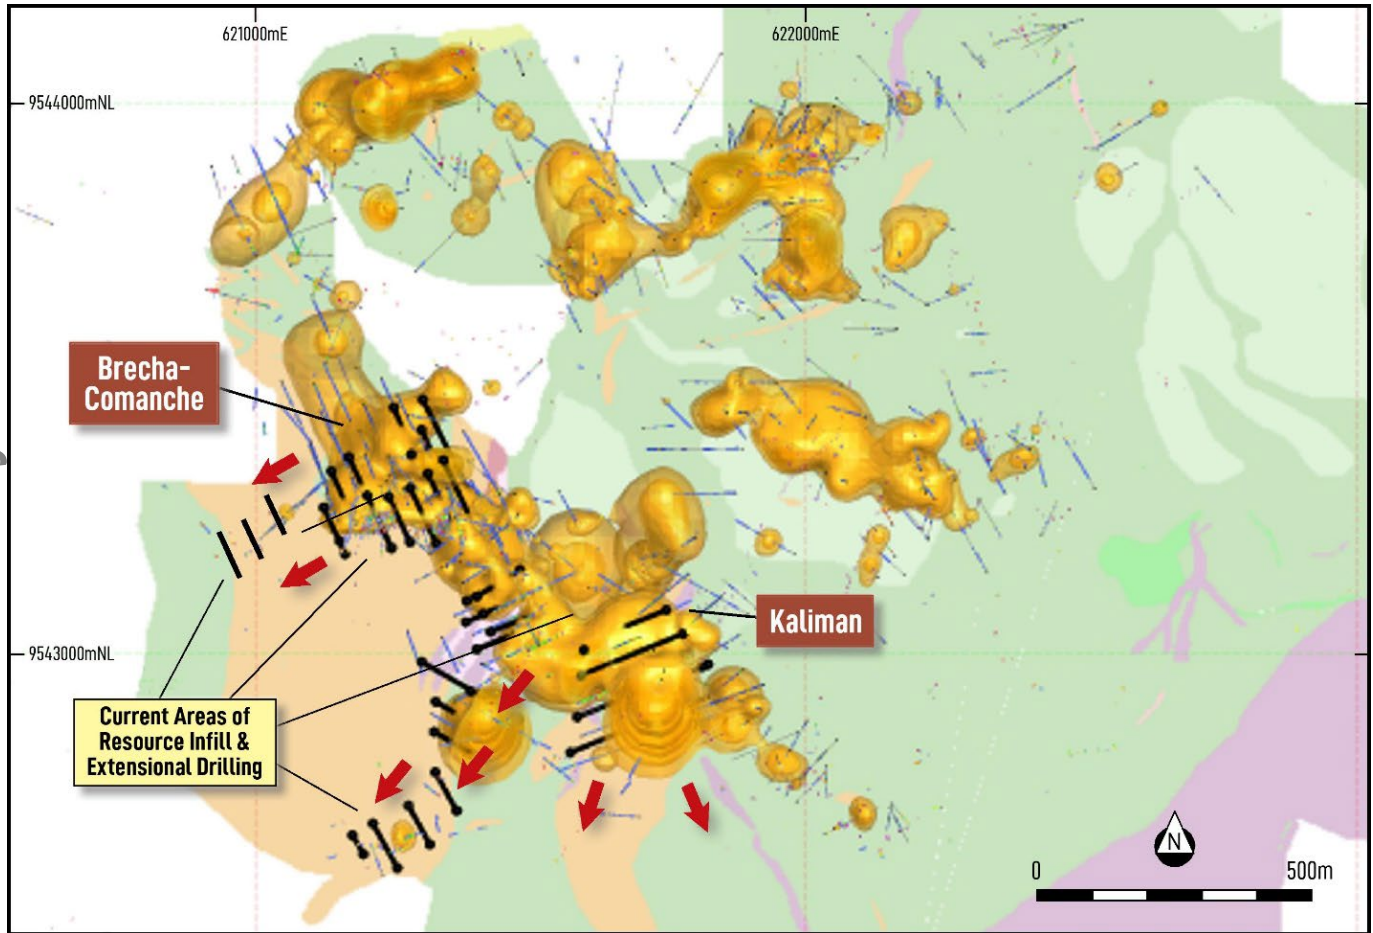 621000mE
622000mE
9544000mNL
Brecha-
Comanche
Kaliman
9543000mNL
Current Areas of
Resource Infill &
Extensional Drilling
N
0
500m